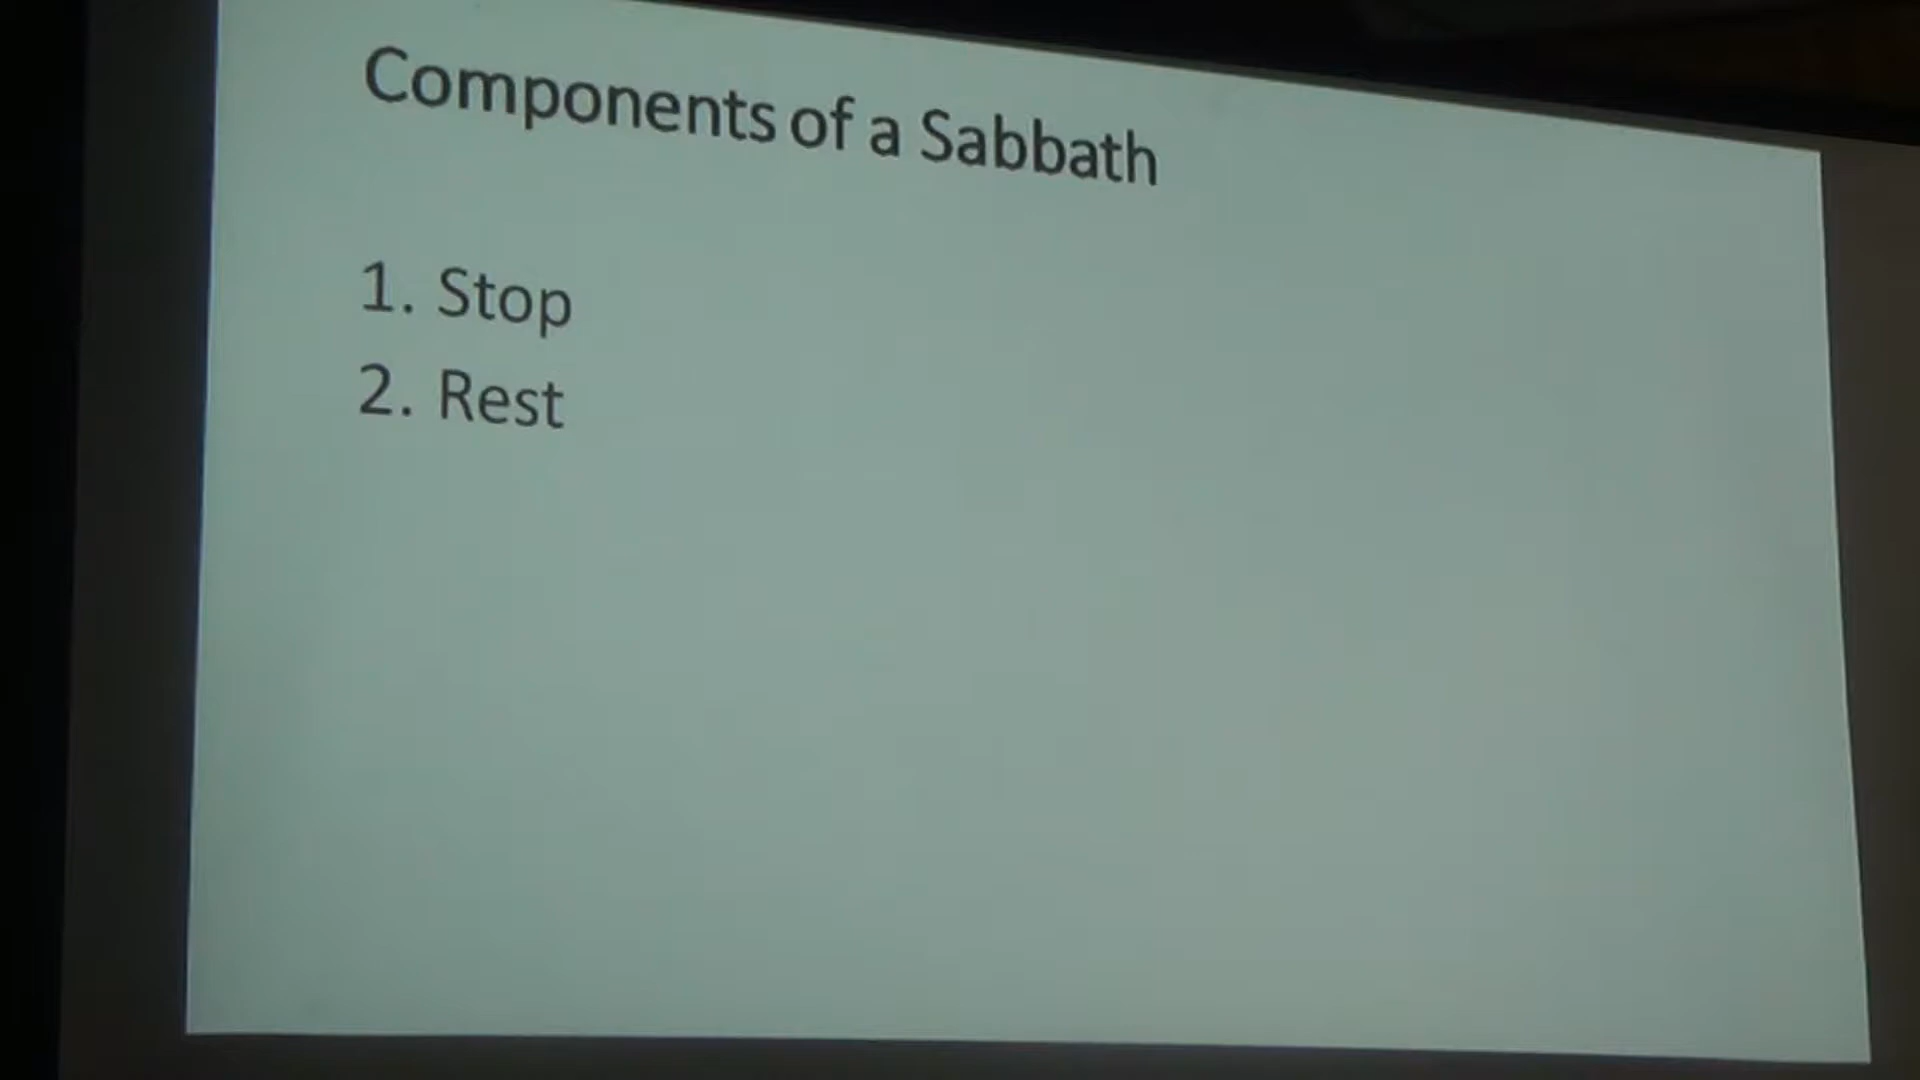 Components of a Sabbath
1. Stop
2. Rest